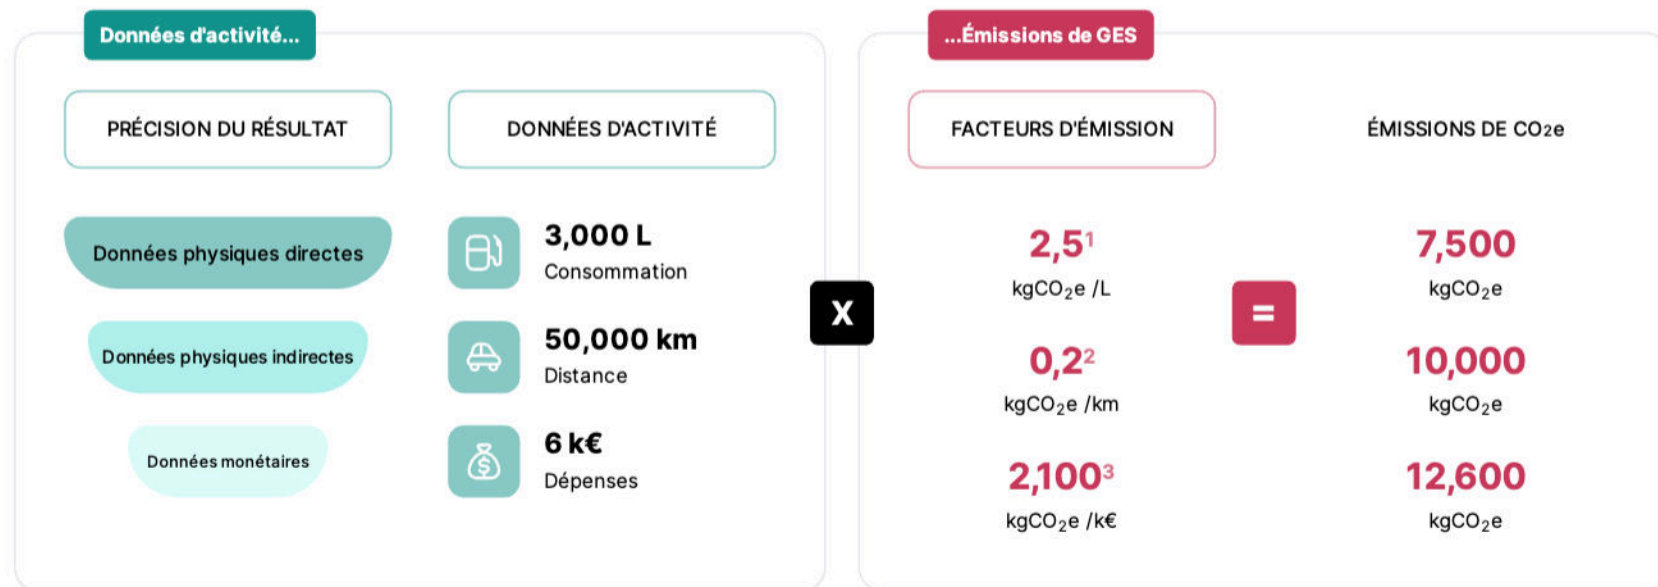 Données d'activité...
PRÉCISION DU RÉSULTAT
DONNÉES D'ACTIVITÉ
Données physiques directes
3,000 L
Consommation
Données physiques indirectes
50,000 km
Distance
Données monétaires
6 k€
Dépenses
X
...Émissions de GES
FACTEURS D'ÉMISSION
ÉMISSIONS DE CO2e
2,5¹
kgCO₂e /L
7,500
kgCO₂e
=
0,2²
kgCO₂e /km
10,000
kgCO₂e
2,100³
kgCO₂e /k€
12,600
kgCO₂e